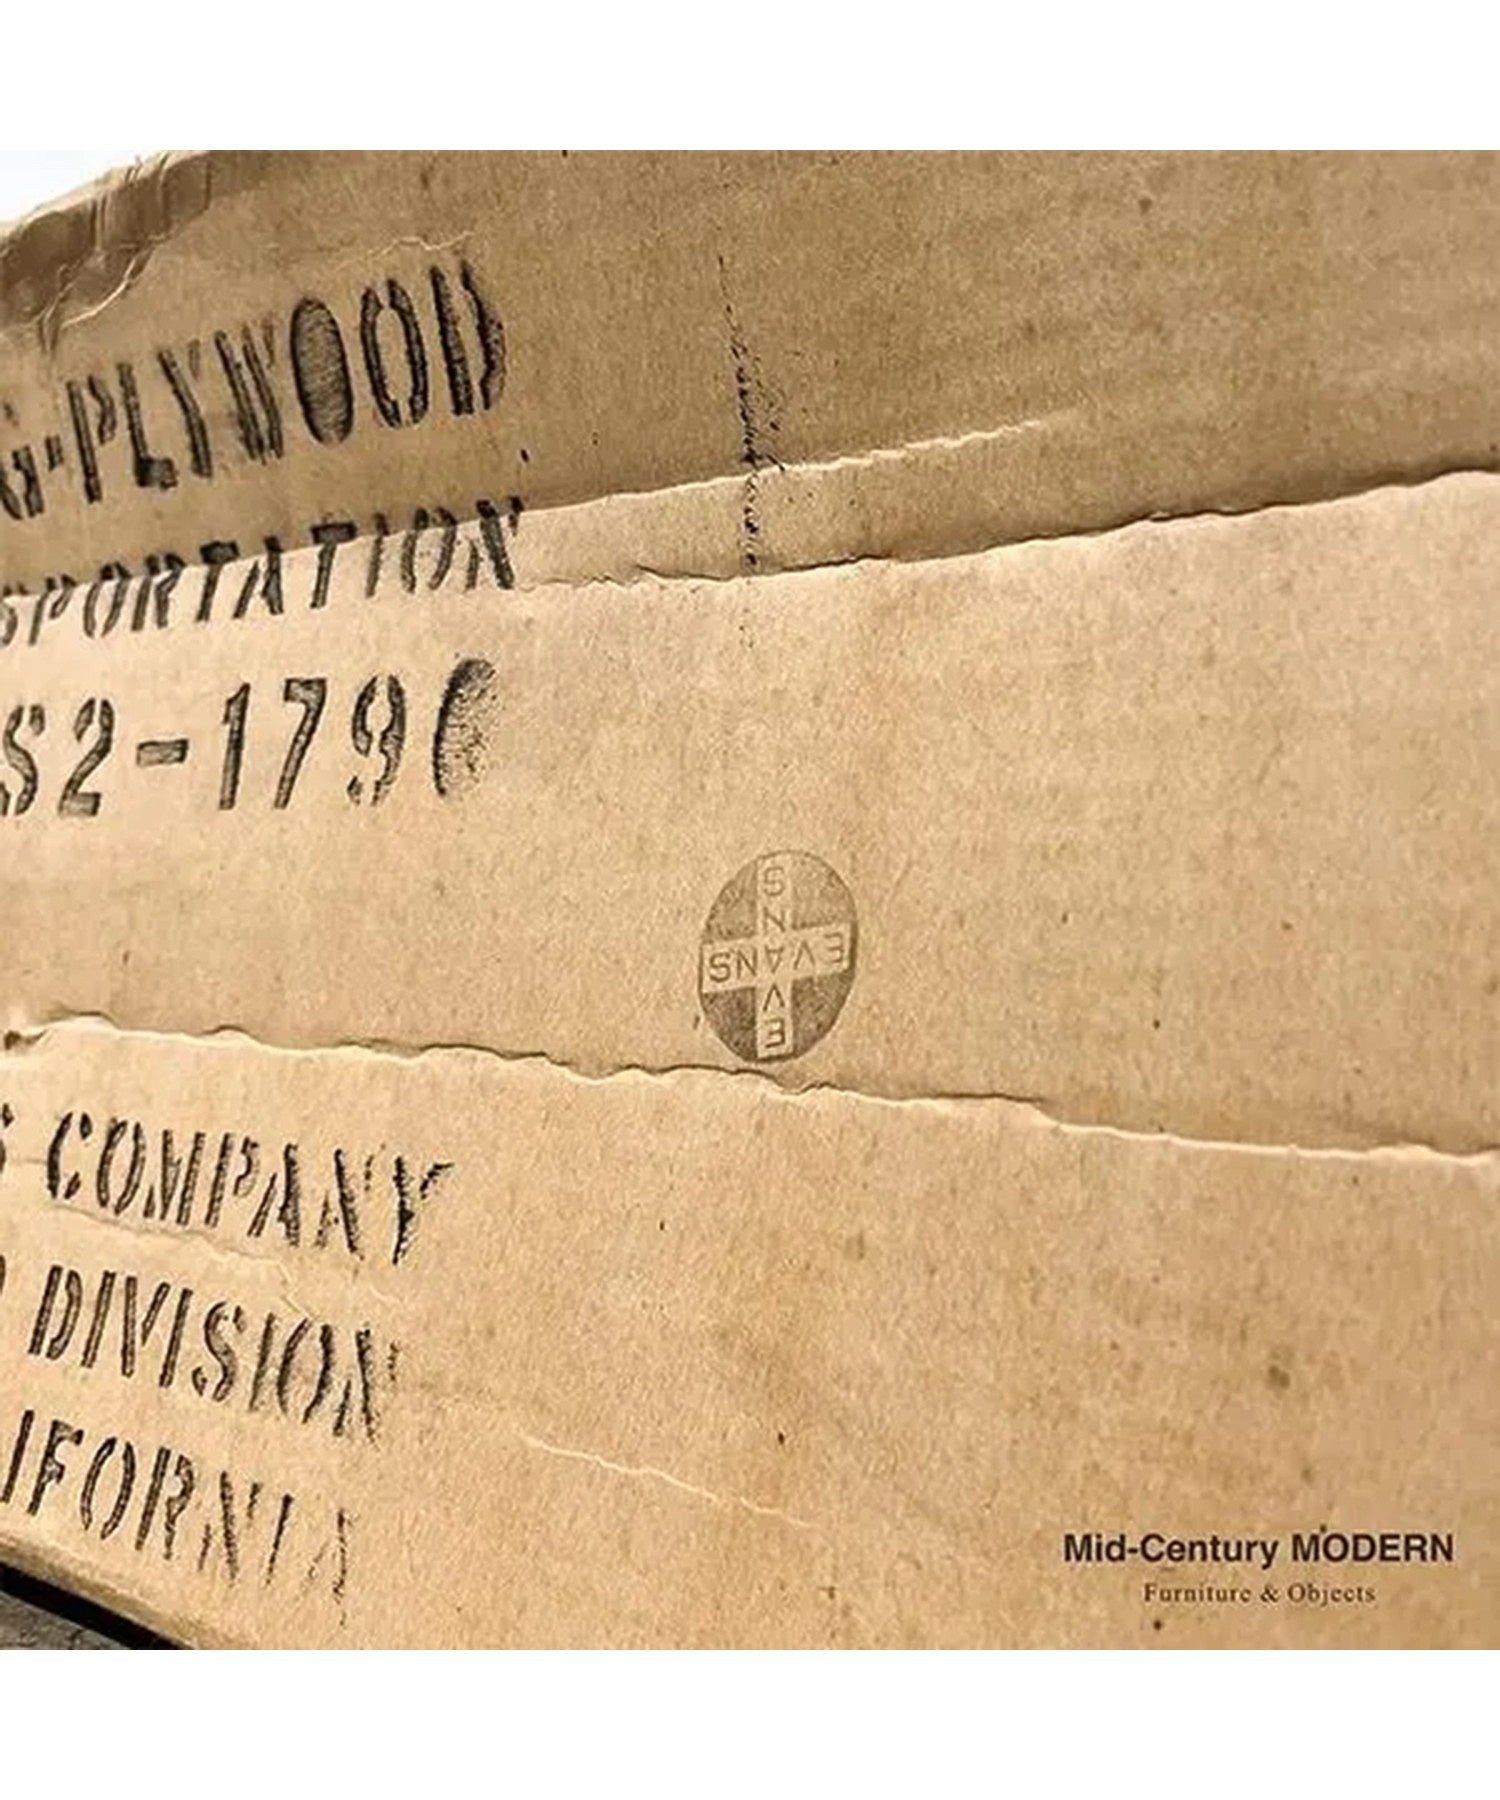 G-PLYWOOD
SPORTATION
S2-179
EVANS
EVANS
S COMPANY
DIVISION
IFORNIA
Mid-Century MODERN
Furniture & Objects